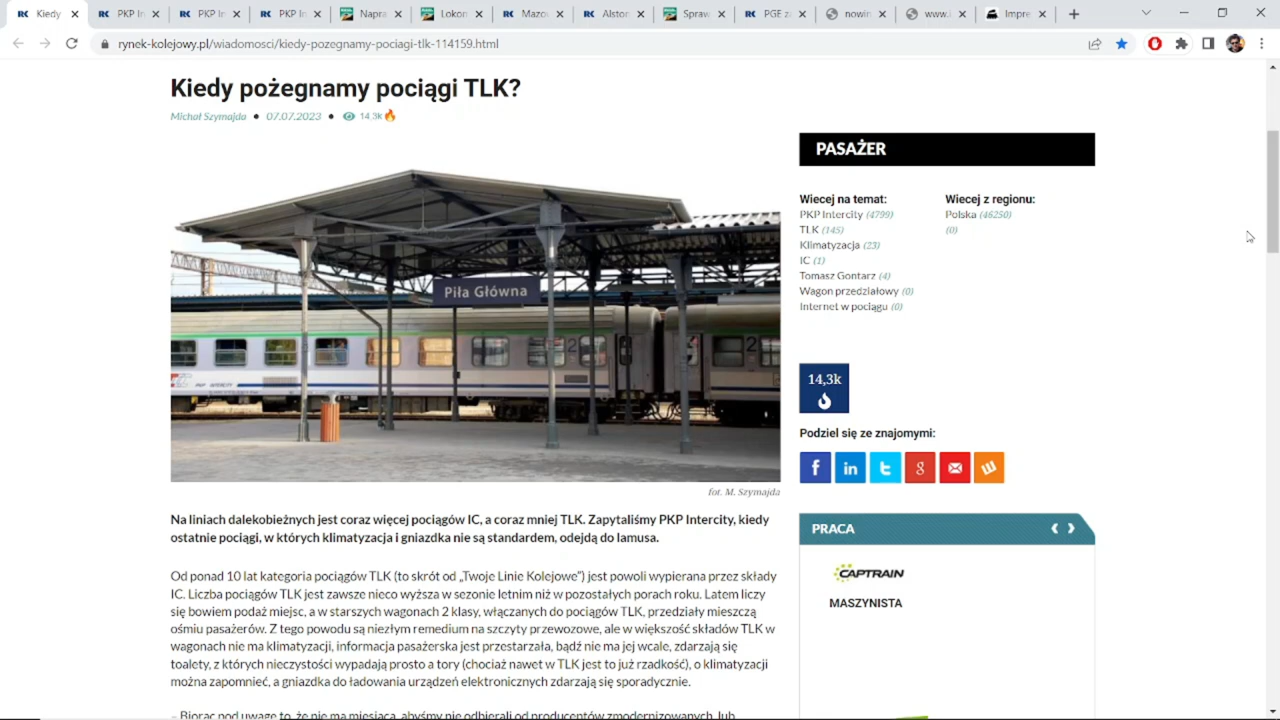 Kiedy
PKP In
PKP In
PKP In
Napra
Lokon
Mazo
Alstor
Spraw
PGE za
nowin
www.
Impre
rynek-kolejowy.pl/wiadomosci/kiedy-pozegnamy-pociagi-tlk-114159.html
Kiedy pożegnamy pociągi TLK?
Michał Szymajda ● 07.07.2023 ● 14,3k
Piła Główna
2
2
PKP INTERCITY
fot. M. Szymajda
Na liniach dalekobieżnych jest coraz więcej pociągów IC, a coraz mniej TLK. Zapytaliśmy PKP Intercity, kiedy
ostatnie pociągi, w których klimatyzacja i gniazdka nie są standardem, odejdą do lamusa.
Od ponad 10 lat kategoria pociągów TLK (to skrót od „Twoje Linie Kolejowe”) jest powoli wypierana przez składy
IC. Liczba pociągów TLK jest zawsze nieco wyższa w sezonie letnim niż w pozostałych porach roku. Latem liczy
się bowiem podaż miejsc, a w starszych wagonach 2 klasy, włączanych do pociągów TLK, przedziały mieszczą
ośmiu pasażerów. Z tego powodu są niezłym remedium na szczyty przewozowe, ale w większość składów TLK w
wagonach nie ma klimatyzacji, informacja pasażerska jest przestarzała, bądź nie ma jej wcale, zdarzają się
toalety, z których nieczystości wypadają prosto a tory (chociaż nawet w TLK jest to już rzadkość), o klimatyzacji
można zapomnieć, a gniazdka do ładowania urządzeń elektronicznych zdarzają się sporadycznie.
– Biorąc pod uwagę to, że nie ma miesiąca, abyśmy nie odbierali od producentów zmodernizowanych, lub
PASAŻER
Wiecej na temat:
PKP Intercity (4799)
TLK (145)
Klimatyzacja (23)
IC (1)
Tomasz Gontarz (4)
Wagon przedziałowy (0)
Internet w pociągu (0)
Wiecej z regionu:
Polska (46250)
(0)
14,3k
Podziel się ze znajomymi:
PRACA
CAPTRAIN
MASZYNISTA